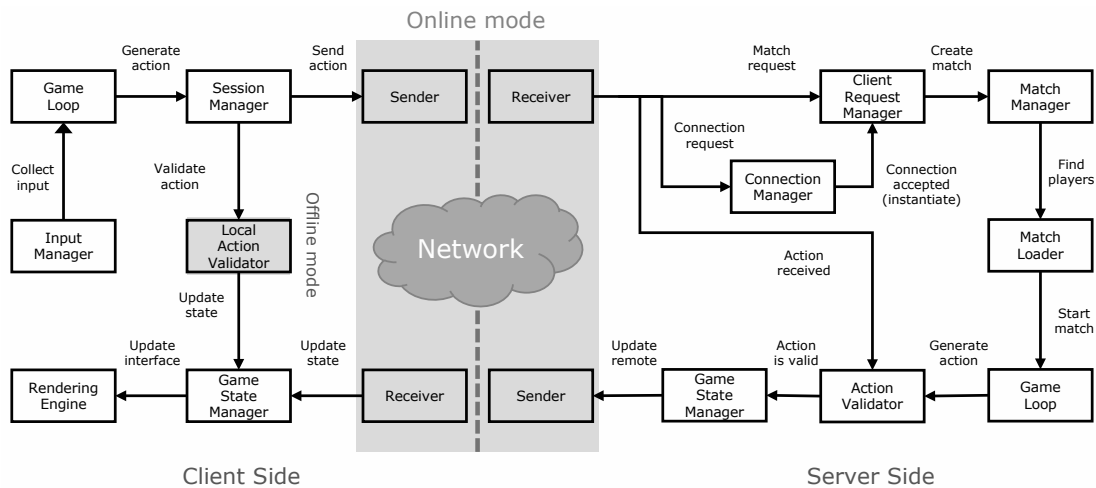 Online mode
Generate
action
Send
action
Match
request
Create
match
Game
Loop
Session
Manager
Sender
Receiver
Client
Request
Manager
Match
Manager
Collect
input
Validate
action
Connection
request
Connection
Manager
Connection
accepted
(instantiate)
Find
players
Input
Manager
Local
Action
Validator
Offline mode
Network
Action
received
Match
Loader
Update
state
Start
match
Update
interface
Update
state
Update
remote
Action
is valid
Generate
action
Rendering
Engine
Game
State
Manager
Receiver
Sender
Game
State
Manager
Action
Validator
Game
Loop
Client Side
Server Side